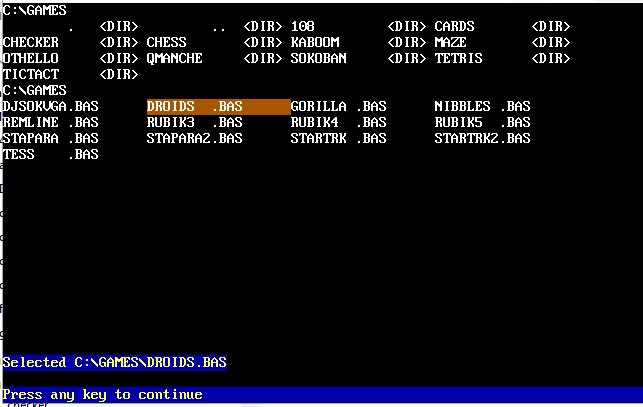 C:\GAMES
. <DIR> .. <DIR> 108 <DIR> CARDS <DIR>
CHECKER <DIR> CHESS <DIR> KABOOM <DIR> MAZE <DIR>
OTHELLO <DIR> QMANCHE <DIR> SOKOBAN <DIR> TETRIS <DIR>
TICTACT <DIR>
C:\GAMES
DJSOKVGA.BAS DROIDS .BAS GORILLA .BAS NIBBLES .BAS
REMLINE .BAS RUBIK3 .BAS RUBIK4 .BAS RUBIK5 .BAS
STAPARA .BAS STAPARA2.BAS STARTRK .BAS STARTRK2.BAS
TESS .BAS
Selected C:\GAMES\DROIDS.BAS
Press any key to continue
checker